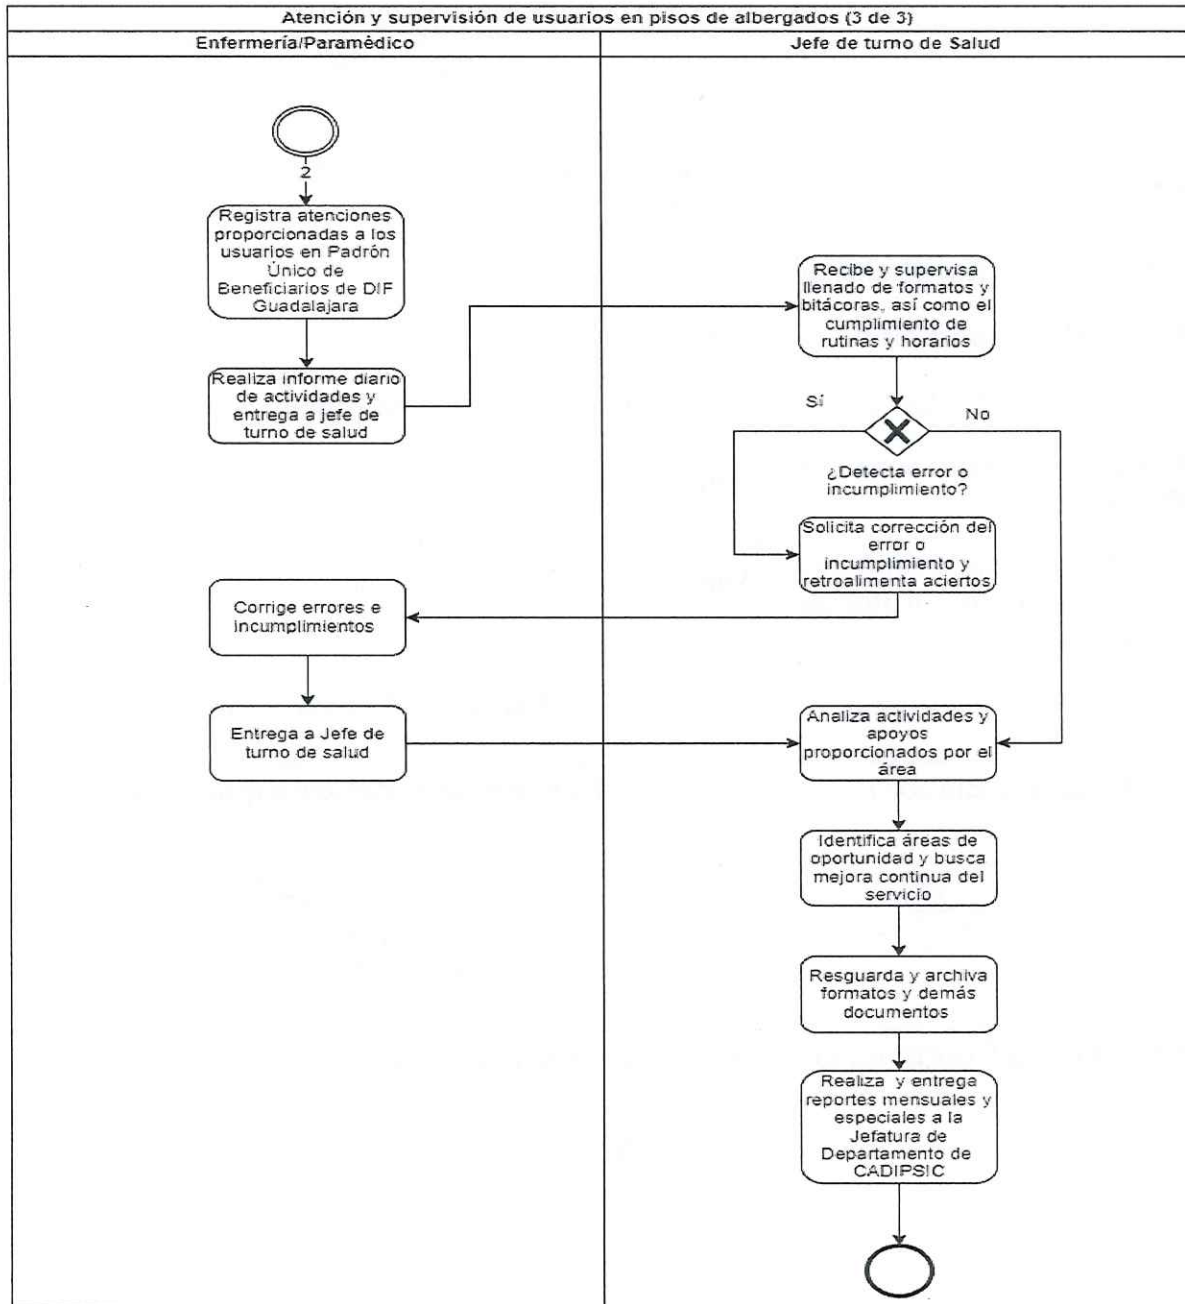 Atención y supervisión de usuarios en pisos de albergados (3 de 3)
Enfermería/Paramédico
Jefe de turno de Salud
2
Registra atenciones
proporcionadas a los
usuarios en Padrón
Único de
Beneficiarios de DIF
Guadalajara
Realiza informe diario
de actividades y
entrega a jefe de
turno de salud
Recibe y supervisa
llenado de formatos y
bitácoras, así como el
cumplimiento de
rutinas y horarios
Sí
No
¿Detecta error o
incumplimiento?
Solicita corrección del
error o
incumplimiento y
retroalimenta aciertos
Corrige errores e
incumplimientos
Entrega a Jefe de
turno de salud
Analiza actividades y
apoyos
proporcionados por el
área
Identifica áreas de
oportunidad y busca
mejora continua del
servicio
Resguarda y archiva
formatos y demás
documentos
Realiza y entrega
reportes mensuales y
especiales a la
Jefatura de
Departamento de
CADIPSIC